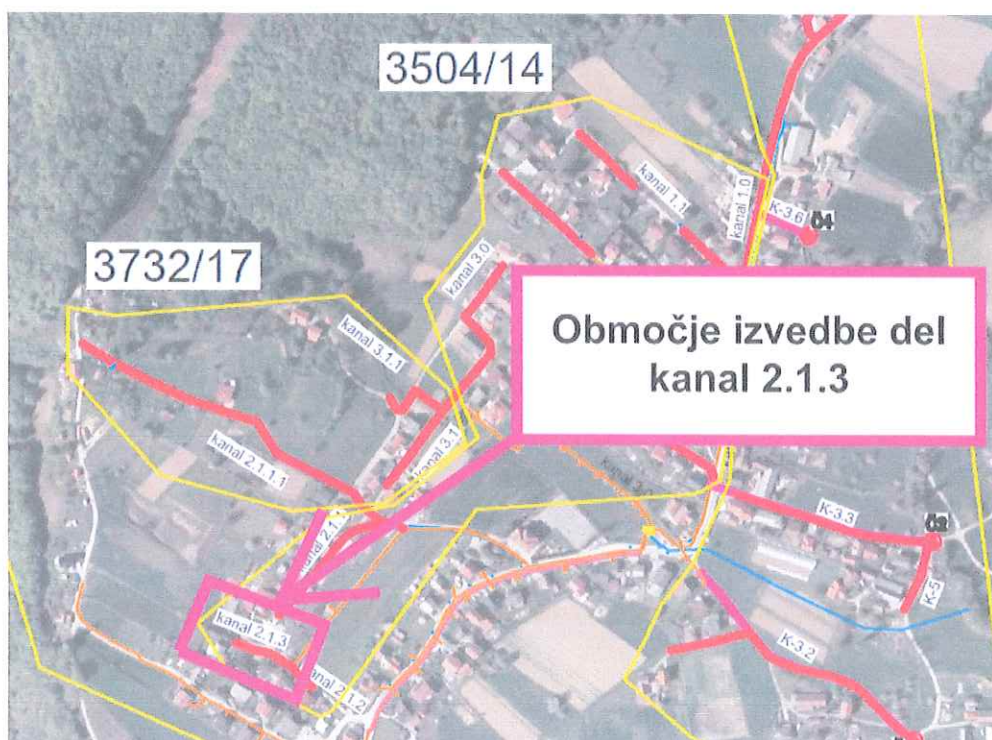 3504/14
kanal 1.1.
kanal 1.0
K-3.6
Č4
3732/17
kanal 3.0
kanal 3.1.1
Območje izvedbe del
kanal 2.1.3
kanal 3.1
kanal 2.1.1.1
K-3.3
K-5
kanal 2.1.3
kanal 2.1.2
K-3.2